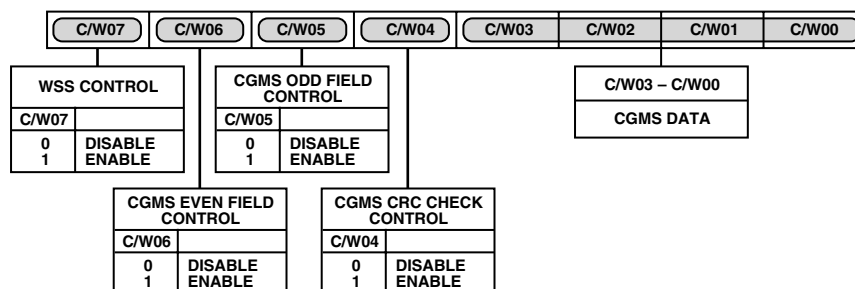 C/W07 C/W06 C/W05 C/W04 C/W03 C/W02 C/W01 C/W00
WSS CONTROL
C/W07
0 DISABLE
1 ENABLE
CGMS ODD FIELD
CONTROL
C/W05
0 DISABLE
1 ENABLE
C/W03 – C/W00
CGMS DATA
CGMS EVEN FIELD
CONTROL
C/W06
0 DISABLE
1 ENABLE
CGMS CRC CHECK
CONTROL
C/W04
0 DISABLE
1 ENABLE